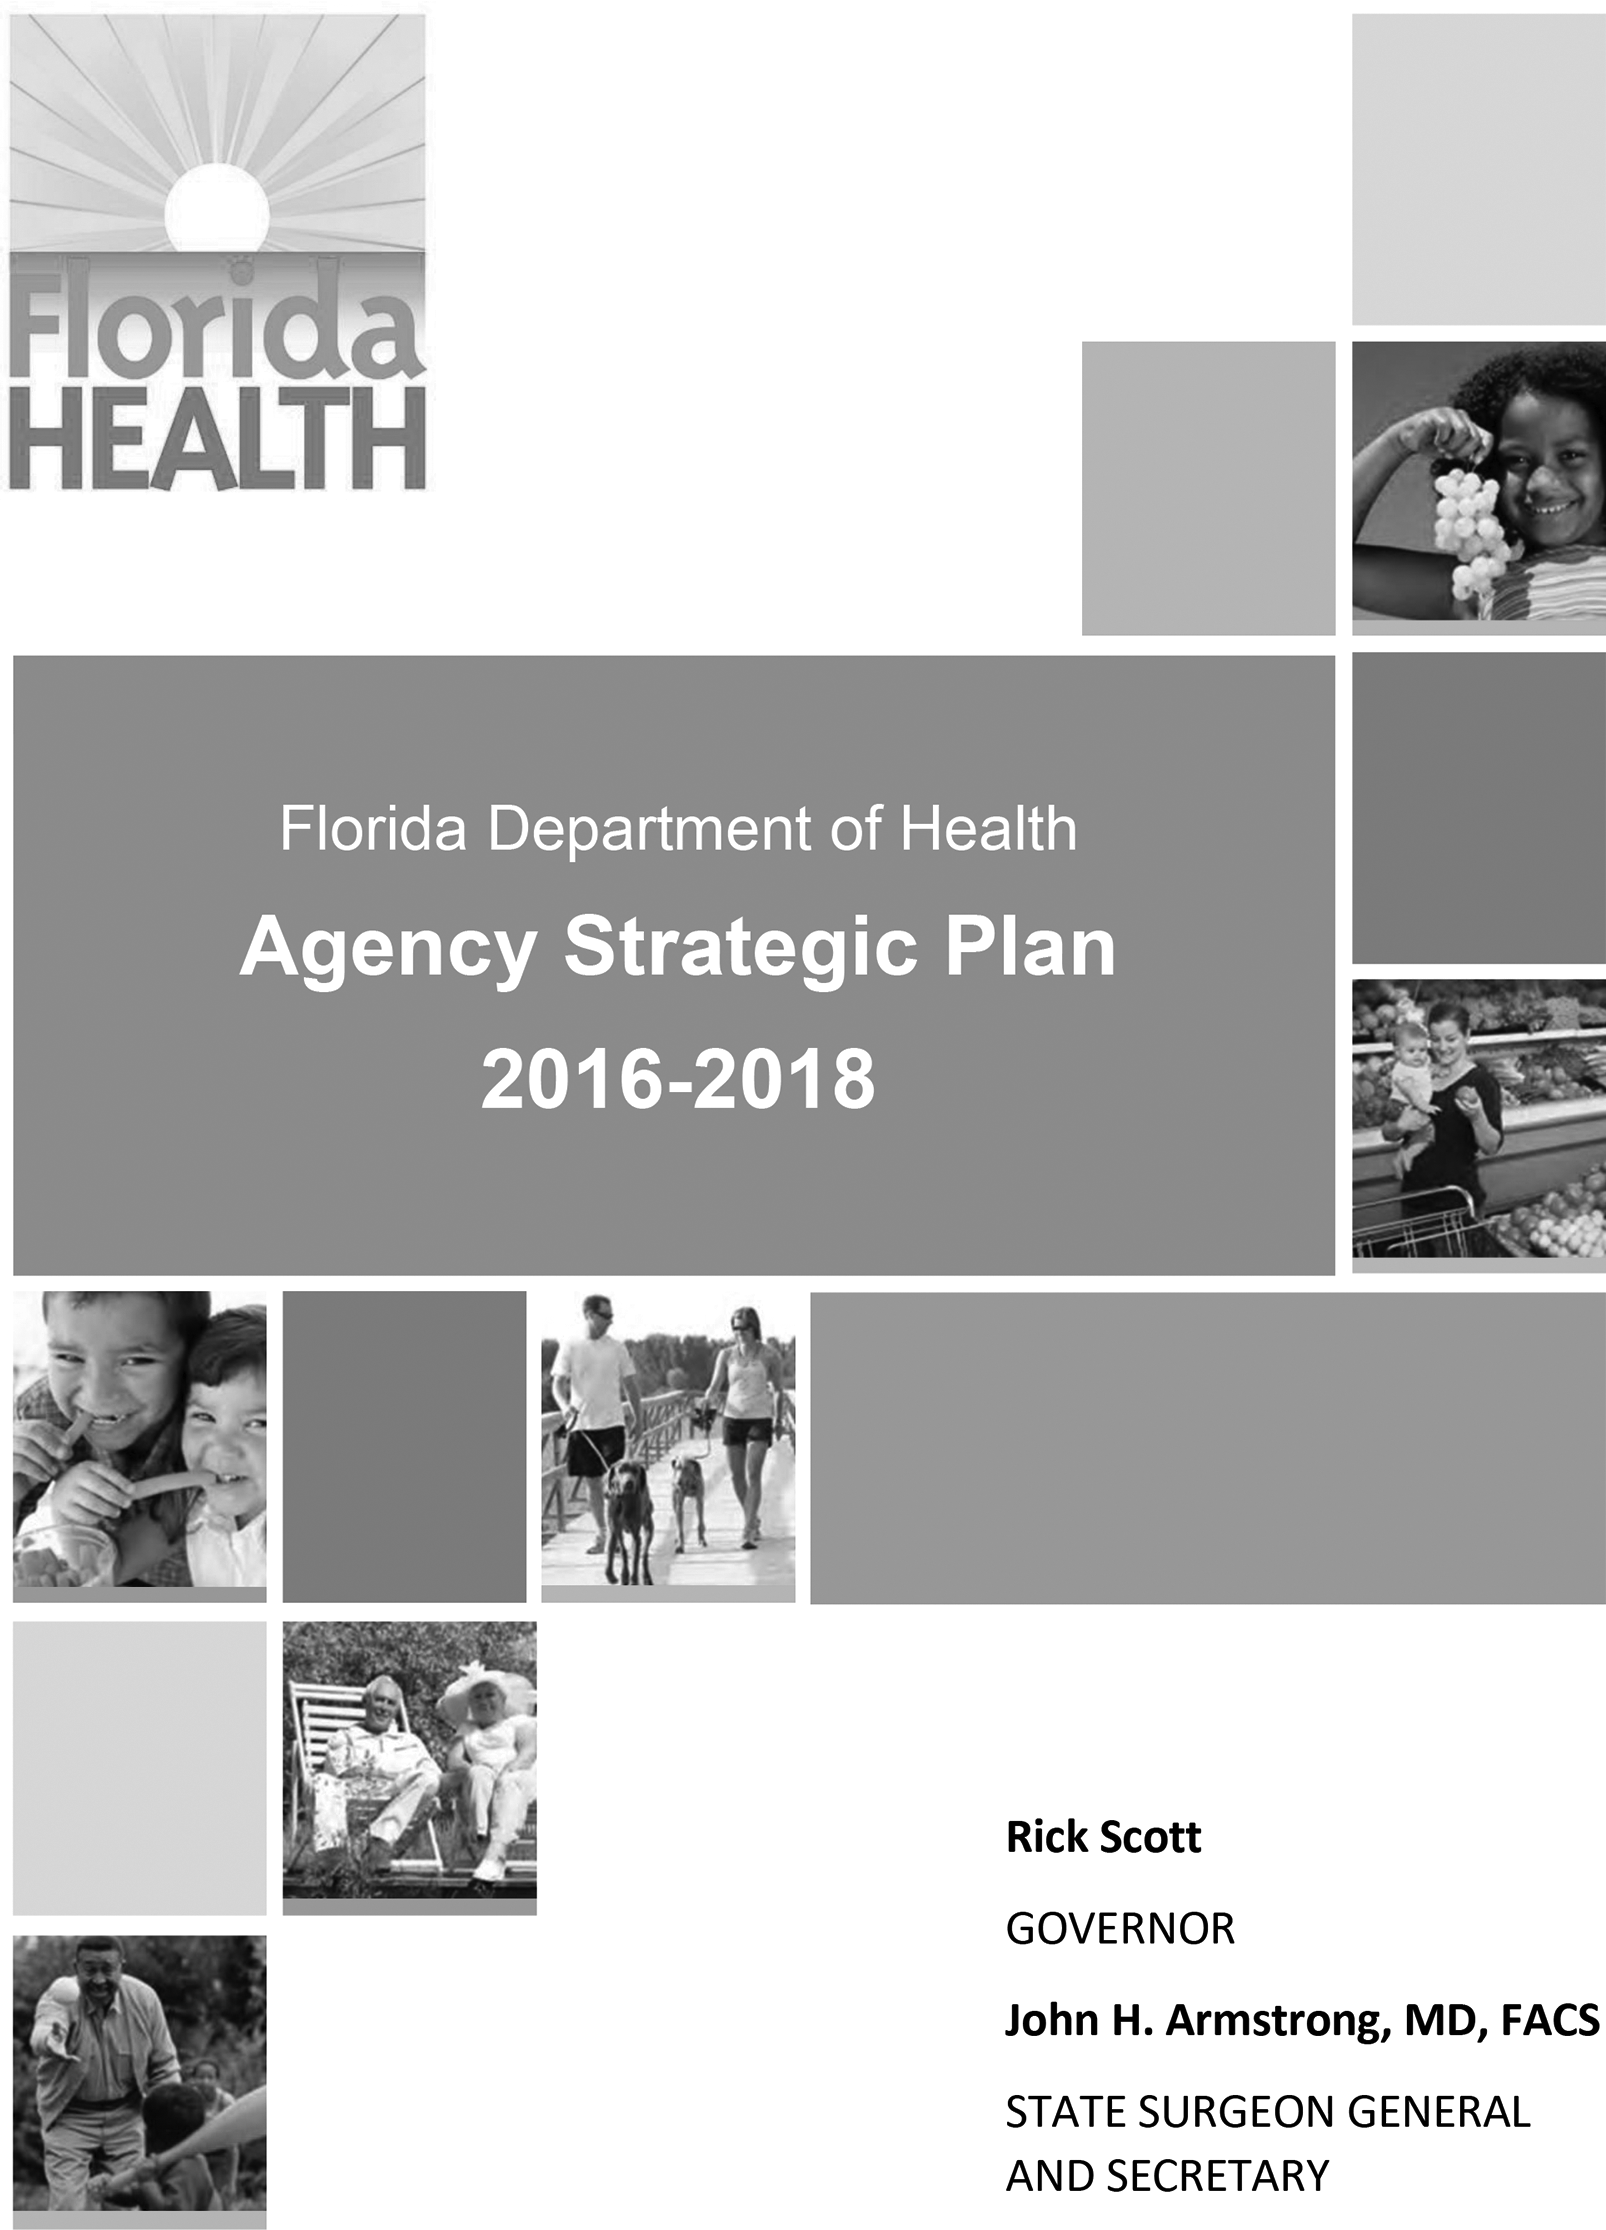 Florida
HEALTH
Florida Department of Health
Agency Strategic Plan
2016-2018
Rick Scott
GOVERNOR
John H. Armstrong, MD, FACS
STATE SURGEON GENERAL
AND SECRETARY